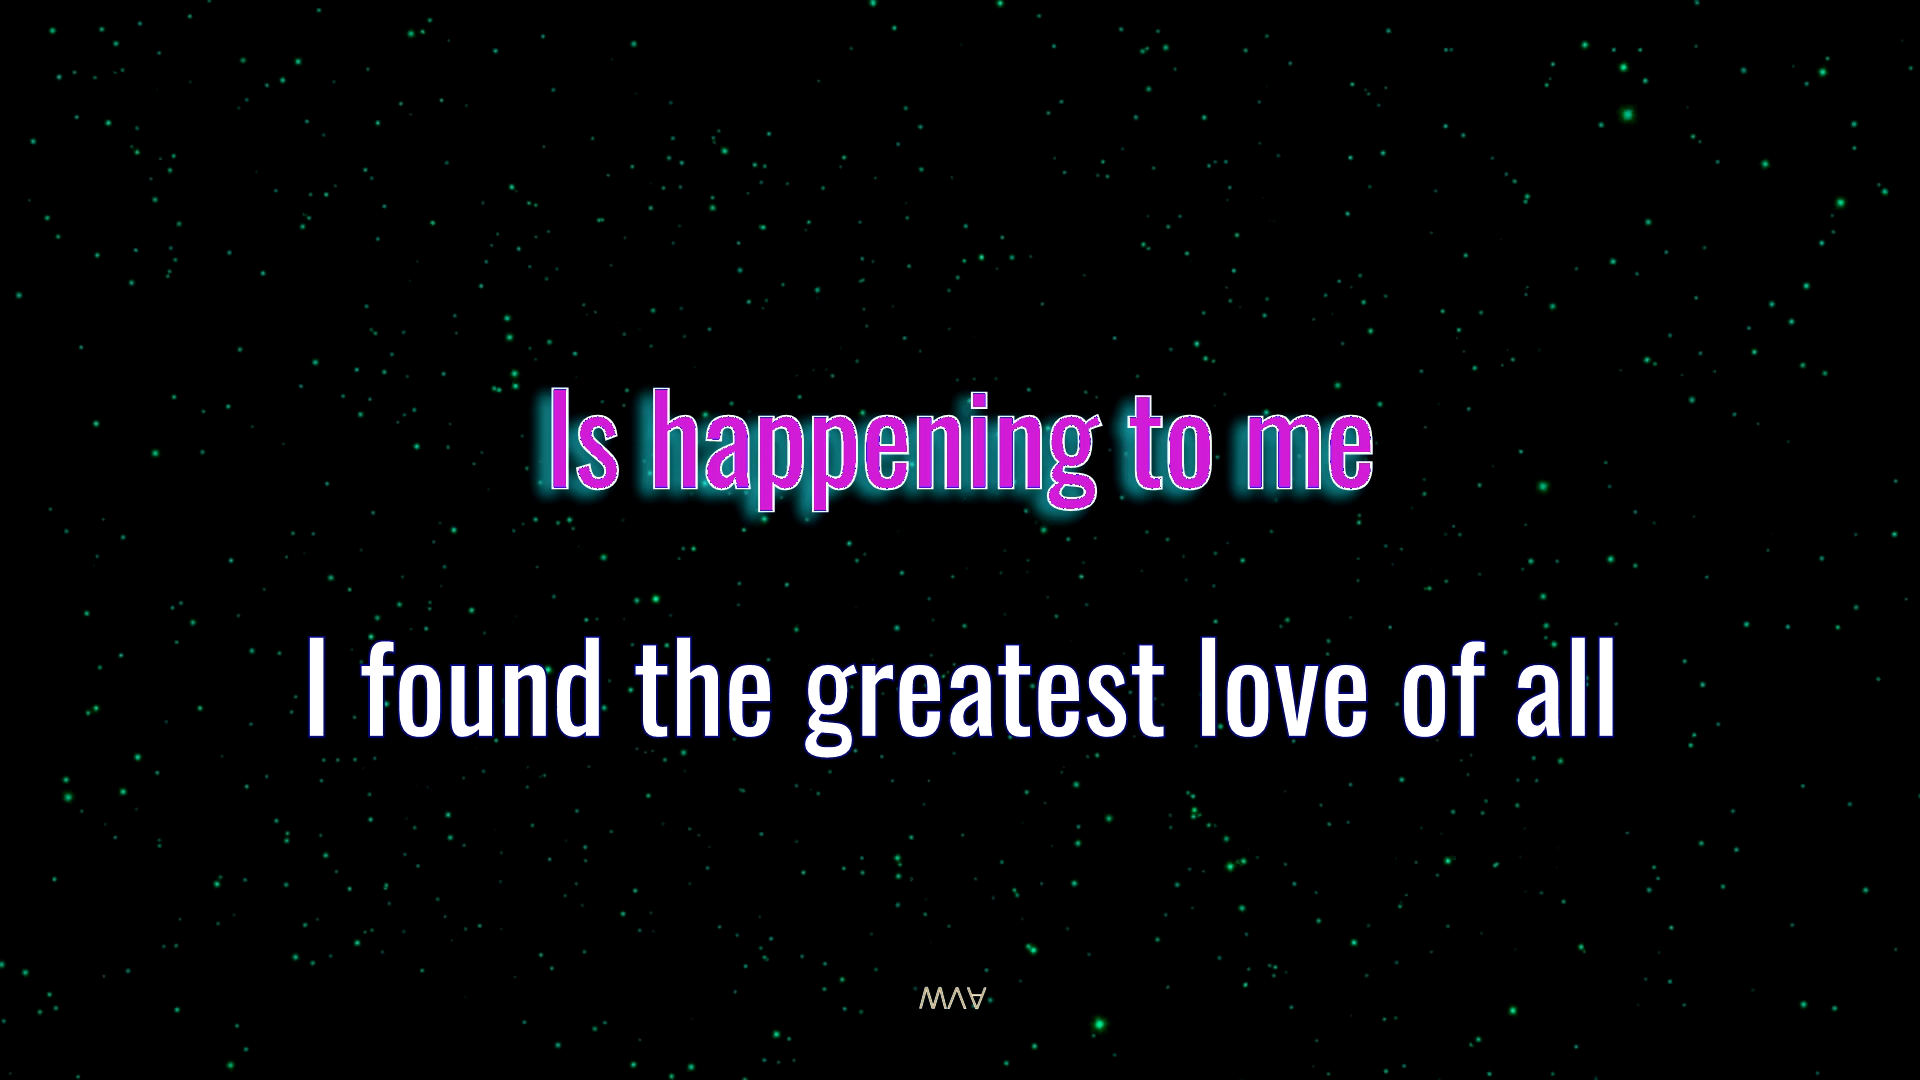 Is happening to me
I found the greatest love of all